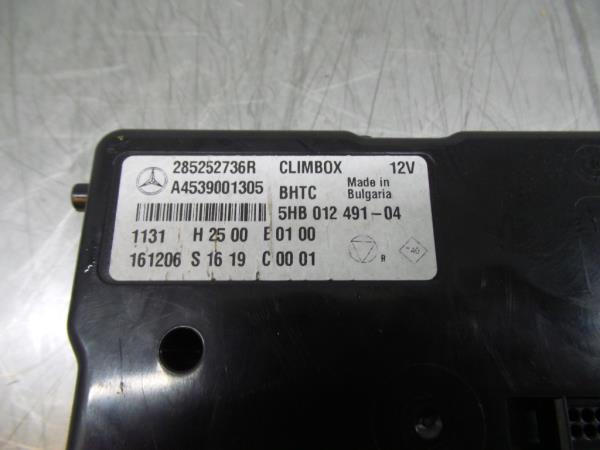 285252736R CLIMBOX 12V
A4539001305 BHTC Made in Bulgaria
5HB 012 491-04
1131 H 25 00 E 01 00
161206 S 16 19 C 00 01 R